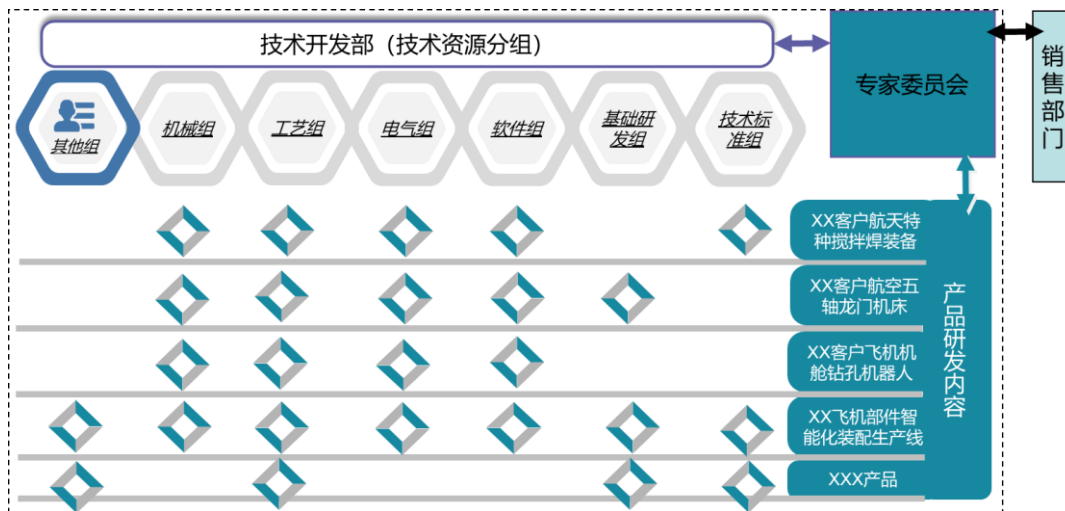 技术开发部（技术资源分组）
专家委员会
销
售
部
门
其他组
机械组
工艺组
电气组
软件组
基础研
发组
技术标
准组
XX客户航天特
种搅拌焊装备
XX客户航空五
轴龙门机床
XX客户飞机机
舱钻孔机器人
XX飞机部件智
能化装配生产线
XXX产品
产
品
研
发
内
容